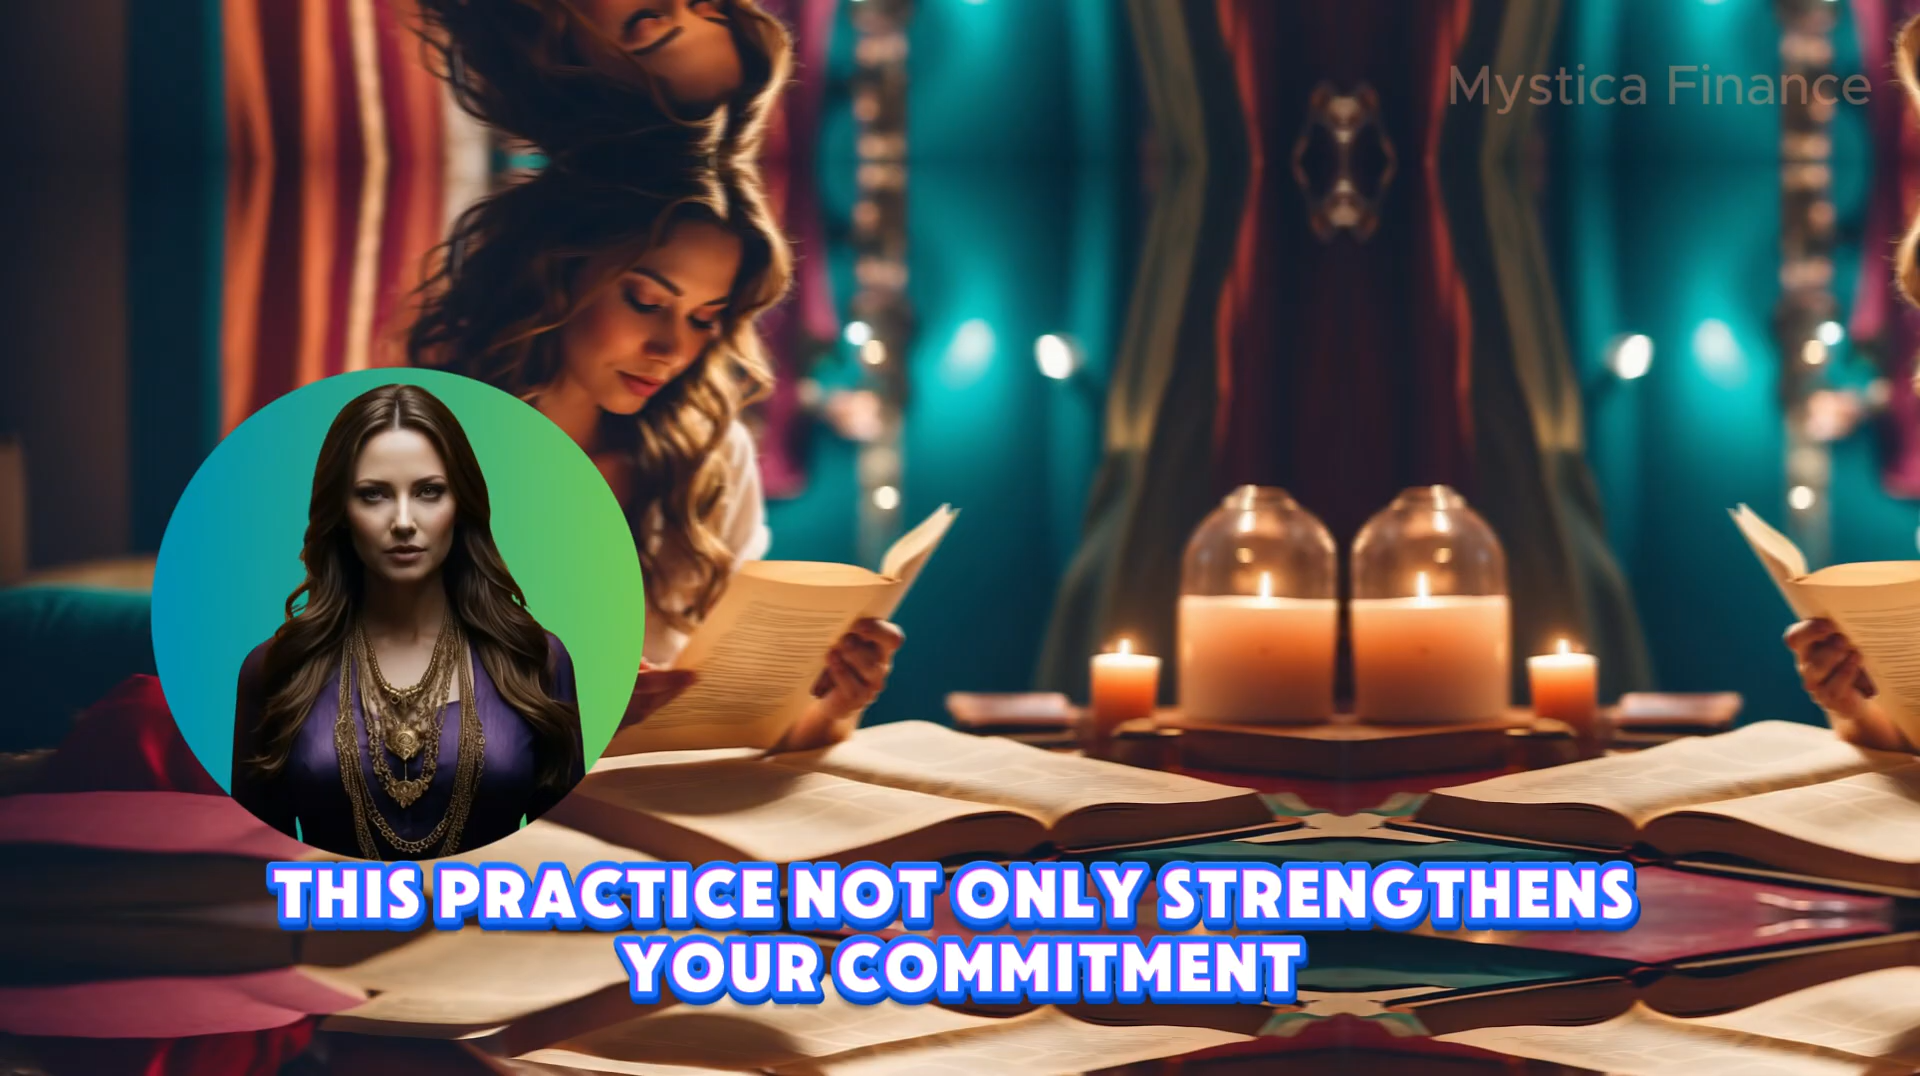 Mystica Finance
THIS PRACTICE NOT ONLY STRENGTHENS
YOUR COMMITMENT